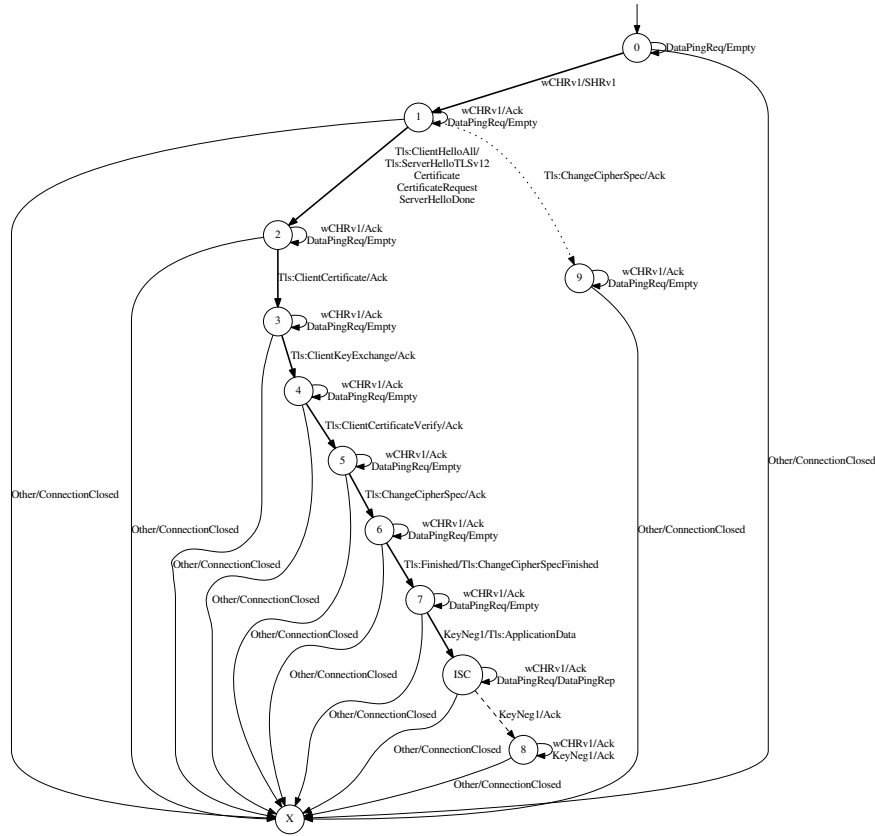 0
DataPingReq/Empty
wCHRv1/SHRv1
1
wCHRv1/Ack
DataPingReq/Empty
Tls:ClientHelloAll/
Tls:ServerHelloTLSv12
Certificate
CertificateRequest
ServerHelloDone
Tls:ChangeCipherSpec/Ack
2
wCHRv1/Ack
DataPingReq/Empty
9
wCHRv1/Ack
DataPingReq/Empty
Tls:ClientCertificate/Ack
3
wCHRv1/Ack
DataPingReq/Empty
Tls:ClientKeyExchange/Ack
4
wCHRv1/Ack
DataPingReq/Empty
Tls:ClientCertificateVerify/Ack
5
wCHRv1/Ack
DataPingReq/Empty
Other/ConnectionClosed
Other/ConnectionClosed
Tls:ChangeCipherSpec/Ack
6
wCHRv1/Ack
DataPingReq/Empty
Other/ConnectionClosed
Other/ConnectionClosed
Other/ConnectionClosed
Tls:Finished/Tls:ChangeCipherSpecFinished
7
wCHRv1/Ack
DataPingReq/Empty
Other/ConnectionClosed
Other/ConnectionClosed
KeyNeg1/Tls:ApplicationData
Other/ConnectionClosed
ISC
wCHRv1/Ack
DataPingReq/DataPingRep
Other/ConnectionClosed
KeyNeg1/Ack
Other/ConnectionClosed
8
wCHRv1/Ack
KeyNeg1/Ack
Other/ConnectionClosed
X